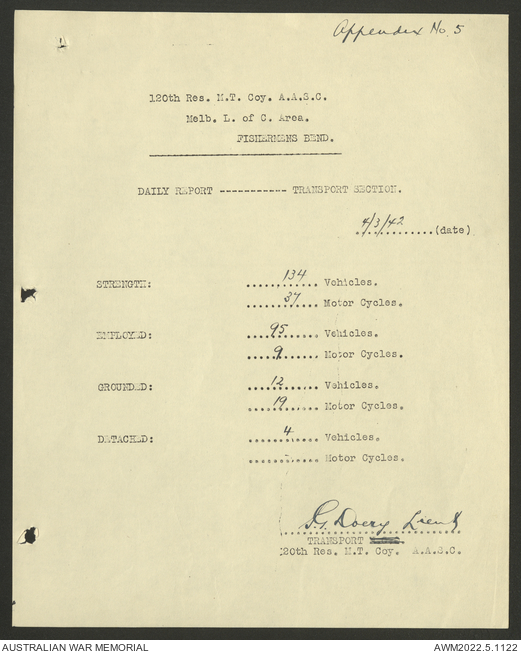 Appendix No. 5
120th Res. M.T. Coy. A.A.S.C.
Melb. L. of C. Area.
FISHERMENS BEND.
DAILY REPORT ----------- TRANSPORT SECTION.
4/3/42 (date)
STRENGTH: 134 Vehicles.
37 Motor Cycles.
EMPLOYED: 95 Vehicles.
9 Motor Cycles.
GROUNDED: 12 Vehicles.
19 Motor Cycles.
DETACHED: 4 Vehicles.
- Motor Cycles.
Lieut
TRANSPORT
120th Res. M.T. Coy. A.A.S.C.
AUSTRALIAN WAR MEMORIAL AWM2022.5.1122